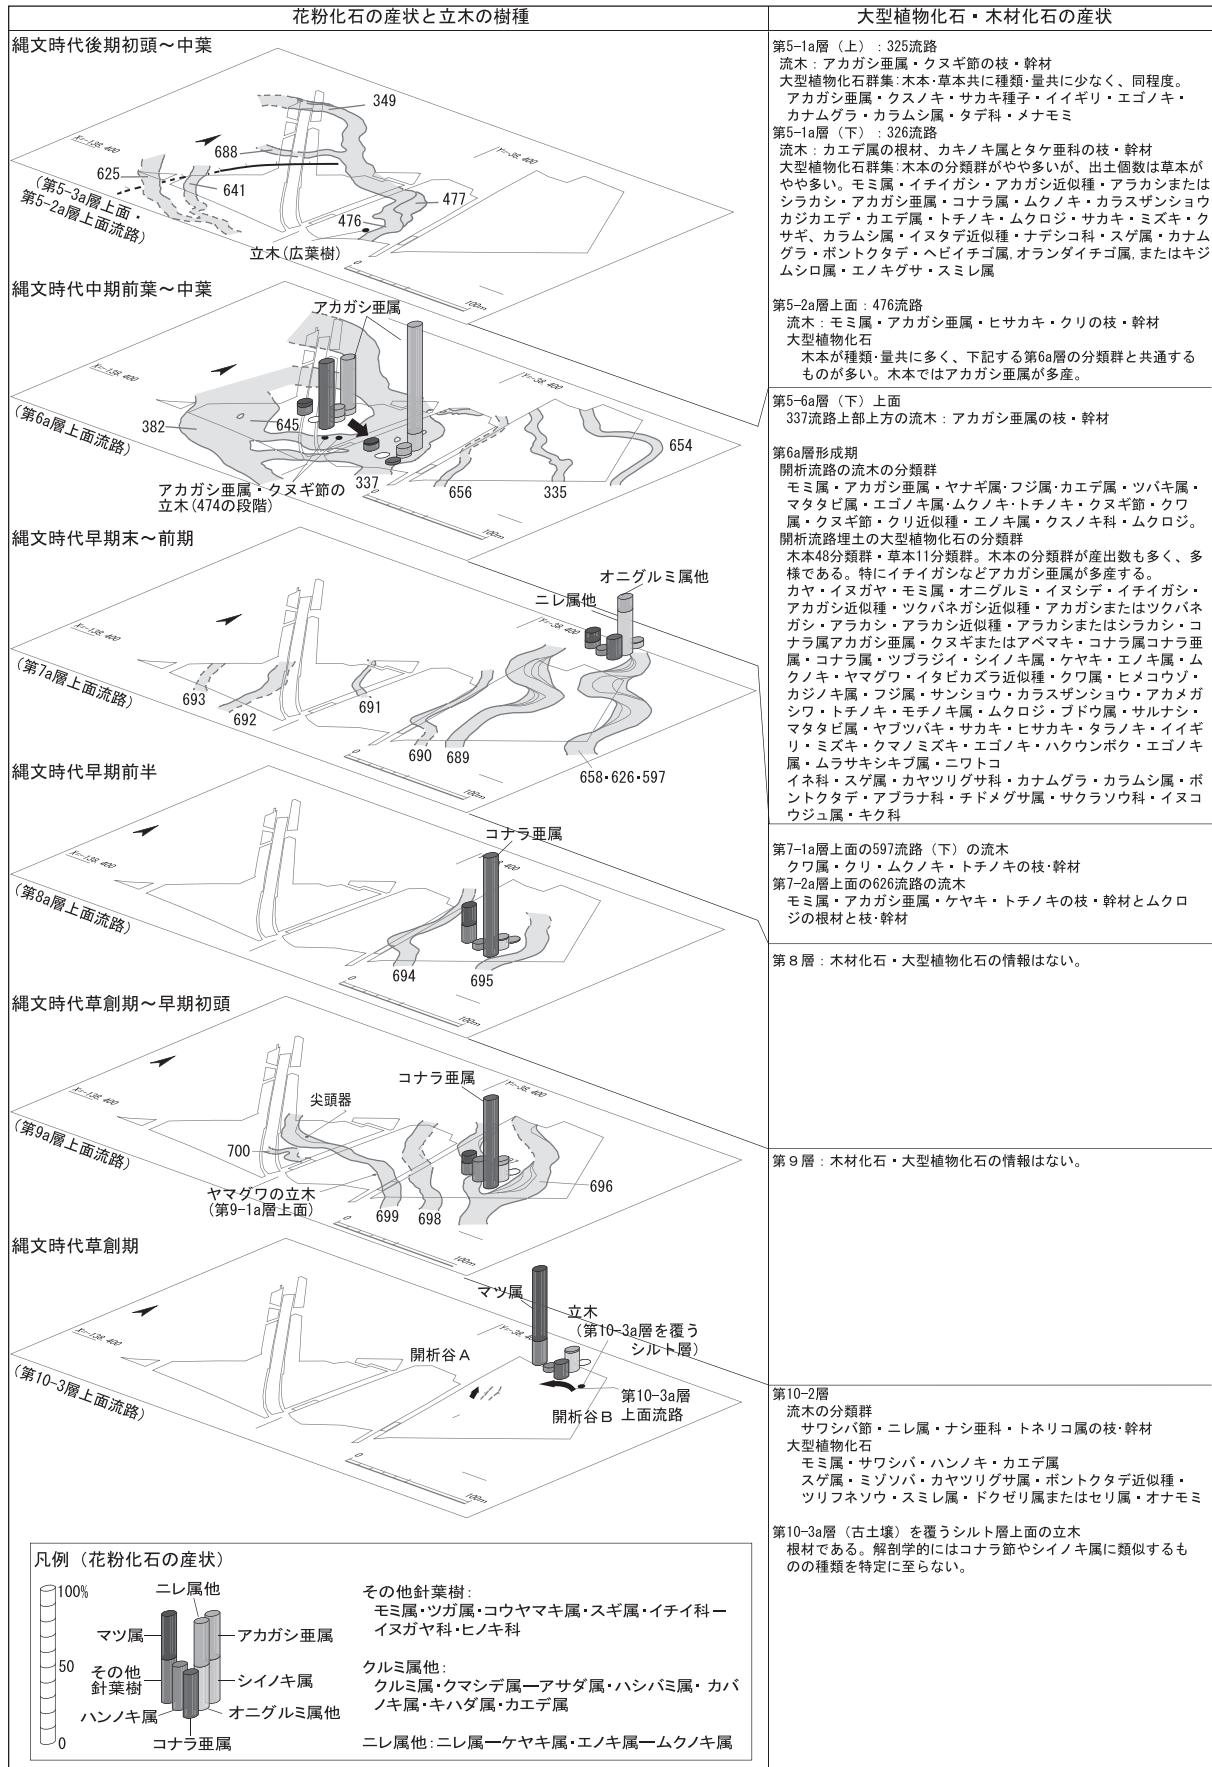 花粉化石の産状と立木の樹種
縄文時代後期初頭～中葉
349
X=-138,400
688
625
641
(第5-3a層上面・
第5-2a層上面流路)
477
476
立木(広葉樹)
Y=-38,400
0
100m
縄文時代中期前葉～中葉
アカガシ亜属
X=-138,400
Y=-38,400
(第6a層上面流路)
382
645
337
656
335
654
アカガシ亜属・クヌギ節の
立木(474の段階)
0
100m
縄文時代早期末～前期
オニグルミ属他
ニレ属他
X=-138,400
Y=-38,400
(第7a層上面流路)
693
692
691
690
689
658・626・597
0
100m
縄文時代早期前半
コナラ亜属
X=-138,400
Y=-38,400
(第8a層上面流路)
694
695
0
100m
縄文時代草創期～早期初頭
コナラ亜属
X=-138,400
Y=-38,400
尖頭器
(第9a層上面流路)
700
ヤマグワの立木
(第9-1a層上面)
699
698
696
0
100m
縄文時代草創期
マツ属
立木
(第10-3a層を覆う
シルト層)
X=-138,400
Y=-38,400
開析谷A
(第10-3層上面流路)
第10-3a層
上面流路
開析谷B
0
100m
凡例(花粉化石の産状)
100%
50
0
ニレ属他
マツ属
アカガシ亜属
その他
針葉樹
シイノキ属
ハンノキ属
オニグルミ属他
コナラ亜属
その他針葉樹:
モミ属・ツガ属・コウヤマキ属・スギ属・イチイ科ー
イヌガヤ科・ヒノキ科
クルミ属他:
クルミ属・クマシデ属ーアサダ属・ハシバミ属・カバ
ノキ属・キハダ属・カエデ属
ニレ属他:ニレ属ーケヤキ属・エノキ属ームクノキ属
大型植物化石・木材化石の産状
第5-1a層(上):325流路
流木:アカガシ亜属・クヌギ節の枝・幹材
大型植物化石群集:木本・草本共に種類・量共に少なく、同程度。
アカガシ亜属・クスノキ・サカキ種子・イイギリ・エゴノキ・
カナムグラ・カラムシ属・タデ科・メナモミ
第5-1a層(下):326流路
流木:カエデ属の根材、カキノキ属とタケ亜科の枝・幹材
大型植物化石群集:木本の分類群がやや多いが、出土個数は草本が
やや多い。モミ属・イチイガシ・アカガシ近似種・アラカシまたは
シラカシ・アカガシ亜属・コナラ属・ムクノキ・カラスザンショウ
カジカエデ・カエデ属・トチノキ・ムクロジ・サカキ・ミズキ・ク
サギ、カラムシ属・イヌタデ近似種・ナデシコ科・スゲ属・カナム
グラ・ボントクタデ・ヘビイチゴ属,オランダイチゴ属,またはキジ
ムシロ属・エノキグサ・スミレ属
第5-2a層上面:476流路
流木:モミ属・アカガシ亜属・ヒサカキ・クリの枝・幹材
大型植物化石
木本が種類・量共に多く、下記する第6a層の分類群と共通する
ものが多い。木本ではアカガシ亜属が多産。
第5-6a層(下)上面
337流路上部上方の流木:アカガシ亜属の枝・幹材
第6a層形成期
開析流路の流木の分類群
モミ属・アカガシ亜属・ヤナギ属・フジ属・カエデ属・ツバキ属・
マタタビ属・エゴノキ属・ムクノキ・トチノキ・クヌギ節・クワ
属・クヌギ節・クリ近似種・エノキ属・クスノキ科・ムクロジ。
開析流路埋土の大型植物化石の分類群
木本48分類群・草本11分類群。木本の分類群が産出数も多く、多
様である。特にイチイガシなどアカガシ亜属が多産する。
カヤ・イヌガヤ・モミ属・オニグルミ・イヌシデ・イチイガシ・
アカガシ近似種・ツクバネガシ近似種・アカガシまたはツクバネ
ガシ・アラカシ・アラカシ近似種・アラカシまたはシラカシ・コ
ナラ属アカガシ亜属・クヌギまたはアベマキ・コナラ属コナラ亜
属・コナラ属・ツブラジイ・シイノキ属・ケヤキ・エノキ属・ム
クノキ・ヤマグワ・イタビカズラ近似種・クワ属・ヒメコウゾ・
カジノキ属・フジ属・サンショウ・カラスザンショウ・アカメガ
シワ・トチノキ・モチノキ属・ムクロジ・ブドウ属・サルナシ・
マタタビ属・ヤブツバキ・サカキ・ヒサカキ・タラノキ・イイギ
リ・ミズキ・クマノミズキ・エゴノキ・ハクウンボク・エゴノキ
属・ムラサキシキブ属・ニワトコ
イネ科・スゲ属・カヤツリグサ科・カナムグラ・カラムシ属・ボ
ントクタデ・アブラナ科・チドメグサ属・サクラソウ科・イヌコ
ウジュ属・キク科
第7-1a層上面の597流路(下)の流木
クワ属・クリ・ムクノキ・トチノキの枝・幹材
第7-2a層上面の626流路の流木
モミ属・アカガシ亜属・ケヤキ・トチノキの枝・幹材とムクロ
ジの根材と枝・幹材
第8層:木材化石・大型植物化石の情報はない。
第9層:木材化石・大型植物化石の情報はない。
第10-2層
流木の分類群
サワシバ節・ニレ属・ナシ亜科・トネリコ属の枝・幹材
大型植物化石
モミ属・サワシバ・ハンノキ・カエデ属
スゲ属・ミゾソバ・カヤツリグサ属・ボントクタデ近似種・
ツリフネソウ・スミレ属・ドクゼリ属またはセリ属・オナモミ
第10-3a層(古土壌)を覆うシルト層上面の立木
根材である。解剖学的にはコナラ節やシイノキ属に類似するも
のの種類を特定に至らない。